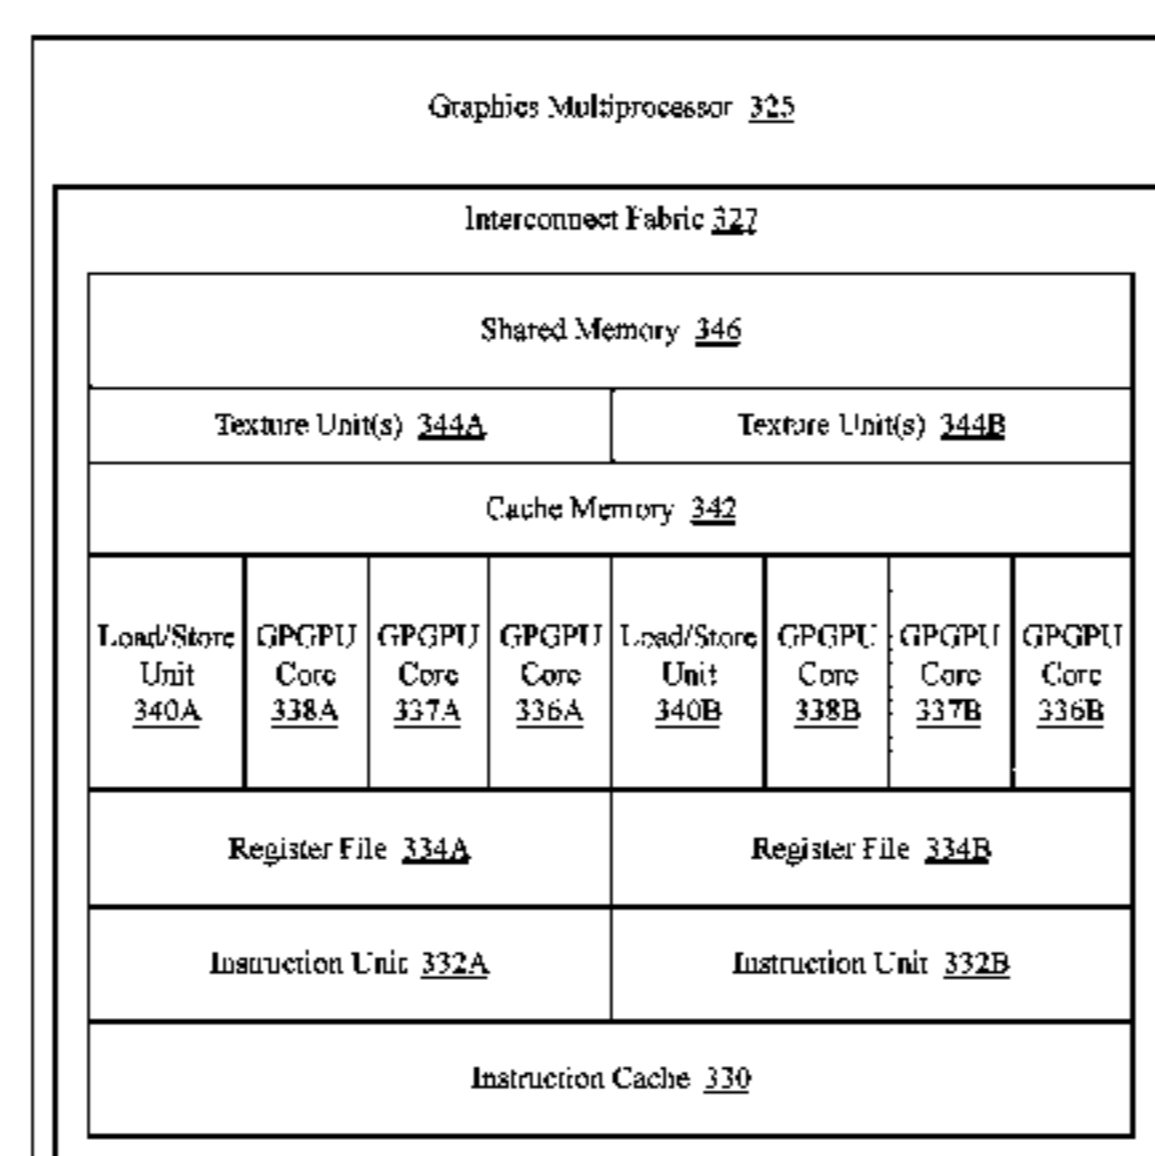 Graphics Multiprocessor 325
Interconnect Fabric 327
Shared Memory 346
Texture Unit(s) 344A
Texture Unit(s) 344B
Cache Memory 342
Load/Store
Unit
340A
GPGPU
Core
338A
GPGPU
Core
337A
GPGPU
Core
336A
Load/Store
Unit
340B
GPGPU
Core
338B
GPGPU
Core
337B
GPGPU
Core
336B
Register File 334A
Register File 334B
Instruction Unit 332A
Instruction Unit 332B
Instruction Cache 330